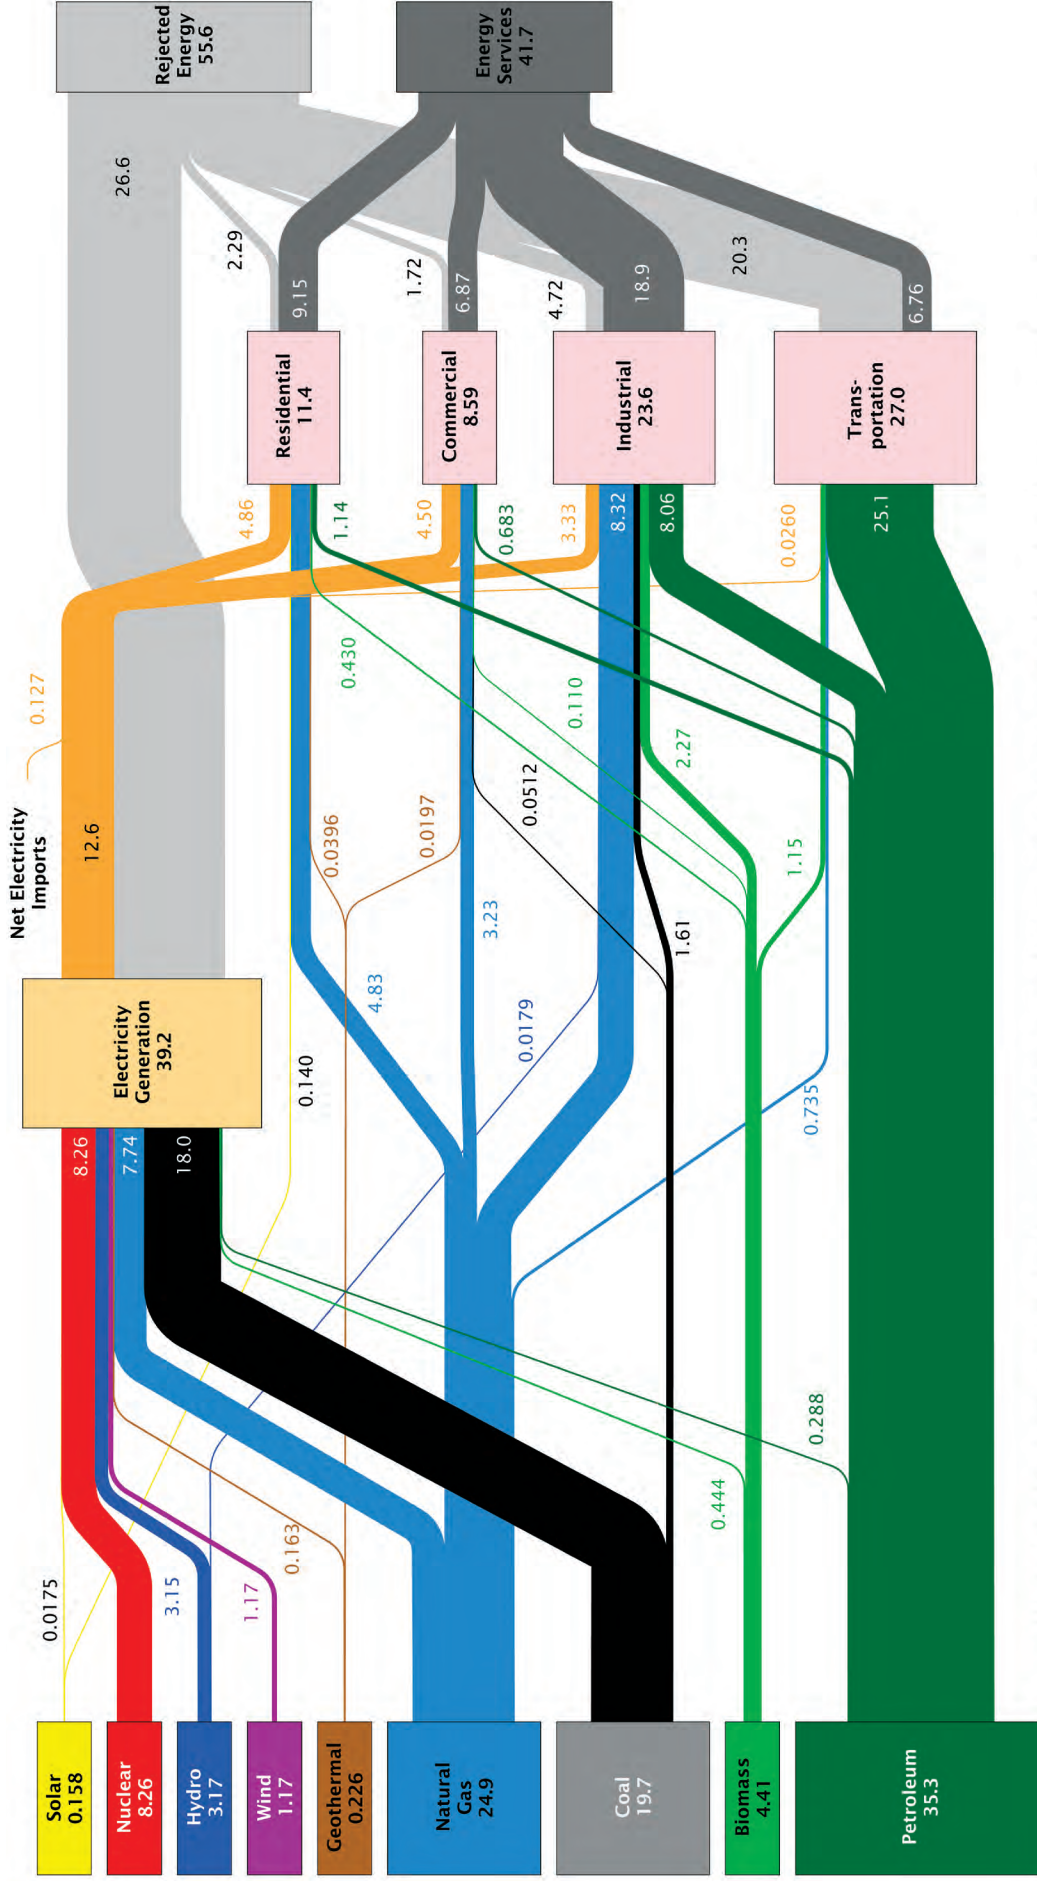 Net Electricity
Imports
0.127
Solar
0.158
Nuclear
8.26
Hydro
3.17
Wind
1.17
Geothermal
0.226
Natural
Gas
24.9
Coal
19.7
Biomass
4.41
Petroleum
35.3
0.0175
3.15
1.17
0.163
0.444
0.288
8.26
7.74
18.0
Electricity
Generation
39.2
0.140
4.83
3.23
0.0179
0.735
12.6
0.0396
0.0197
0.0512
1.61
1.15
0.430
0.110
2.27
4.86
1.14
4.50
0.683
3.33
8.32
8.06
0.0260
25.1
Residential
11.4
Commercial
8.59
Industrial
23.6
Trans-
portation
27.0
26.6
2.29
9.15
1.72
6.87
4.72
18.9
20.3
6.76
Rejected
Energy
55.6
Energy
Services
41.7